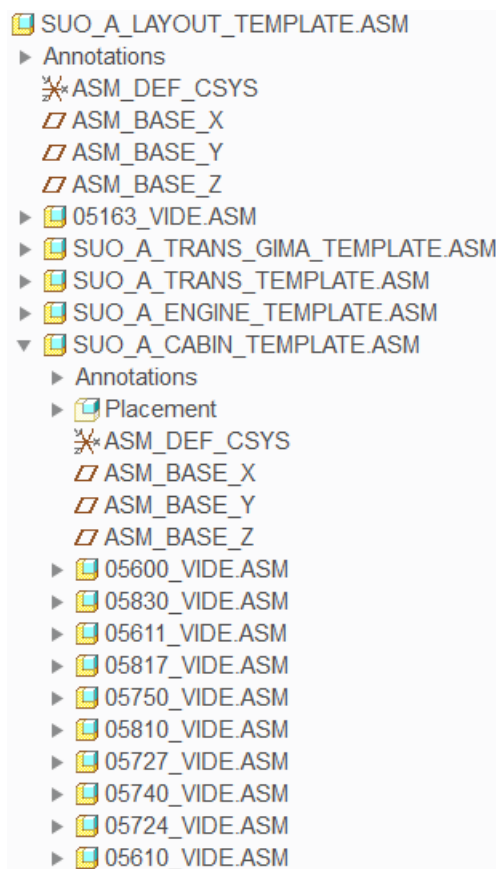 SUO_A_LAYOUT_TEMPLATE.ASM
Annotations
ASM_DEF_CSYS
ASM_BASE_X
ASM_BASE_Y
ASM_BASE_Z
05163_VIDE.ASM
SUO_A_TRANS_GIMA_TEMPLATE.ASM
SUO_A_TRANS_TEMPLATE.ASM
SUO_A_ENGINE_TEMPLATE.ASM
SUO_A_CABIN_TEMPLATE.ASM
Annotations
Placement
ASM_DEF_CSYS
ASM_BASE_X
ASM_BASE_Y
ASM_BASE_Z
05600_VIDE.ASM
05830_VIDE.ASM
05611_VIDE.ASM
05817_VIDE.ASM
05750_VIDE.ASM
05810_VIDE.ASM
05727_VIDE.ASM
05740_VIDE.ASM
05724_VIDE.ASM
05610_VIDE.ASM